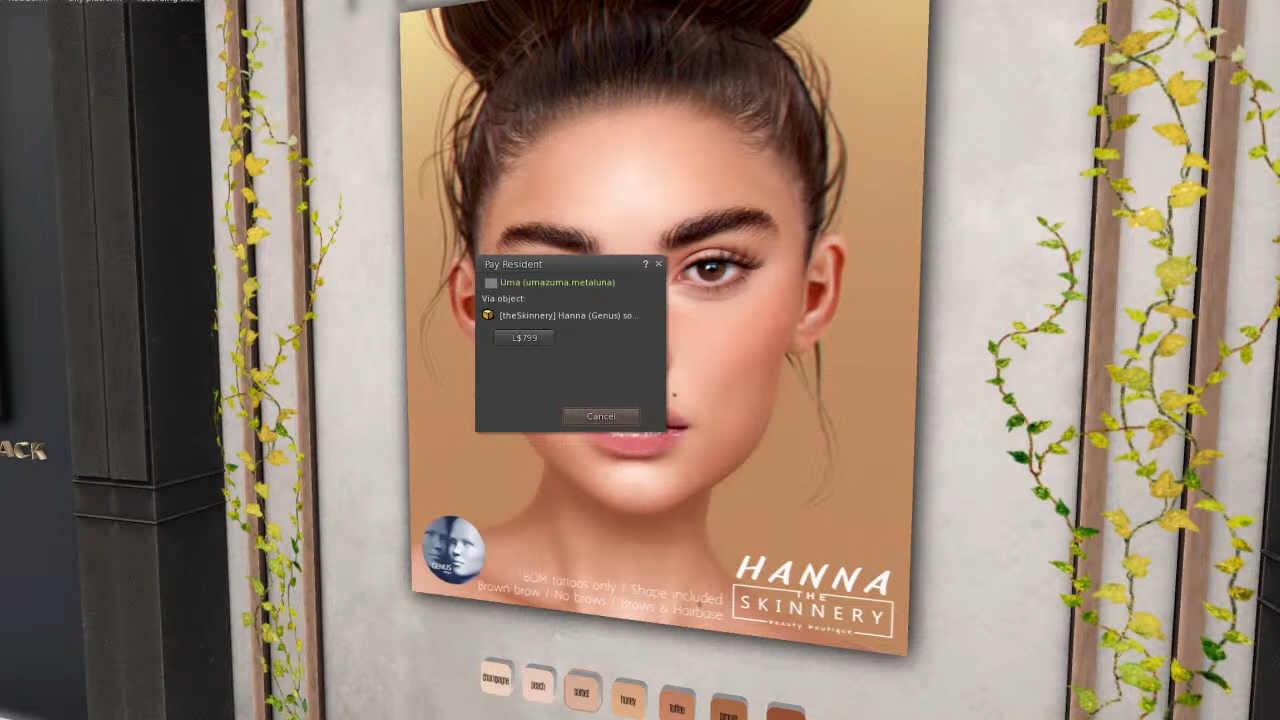 Pay Resident ? ×
Uma (umazuma.metaluna)
Via object:
[theSkinnery] Hanna (Genus) so...
L$799
Cancel
ACK
GENUS
BOM tattoos only / Shape included
Brown brow / No brows / Brows & Hairbase
HANNA
THE
SKINNERY
beauty boutique
champagne
peach
sorbet
honey
toffee